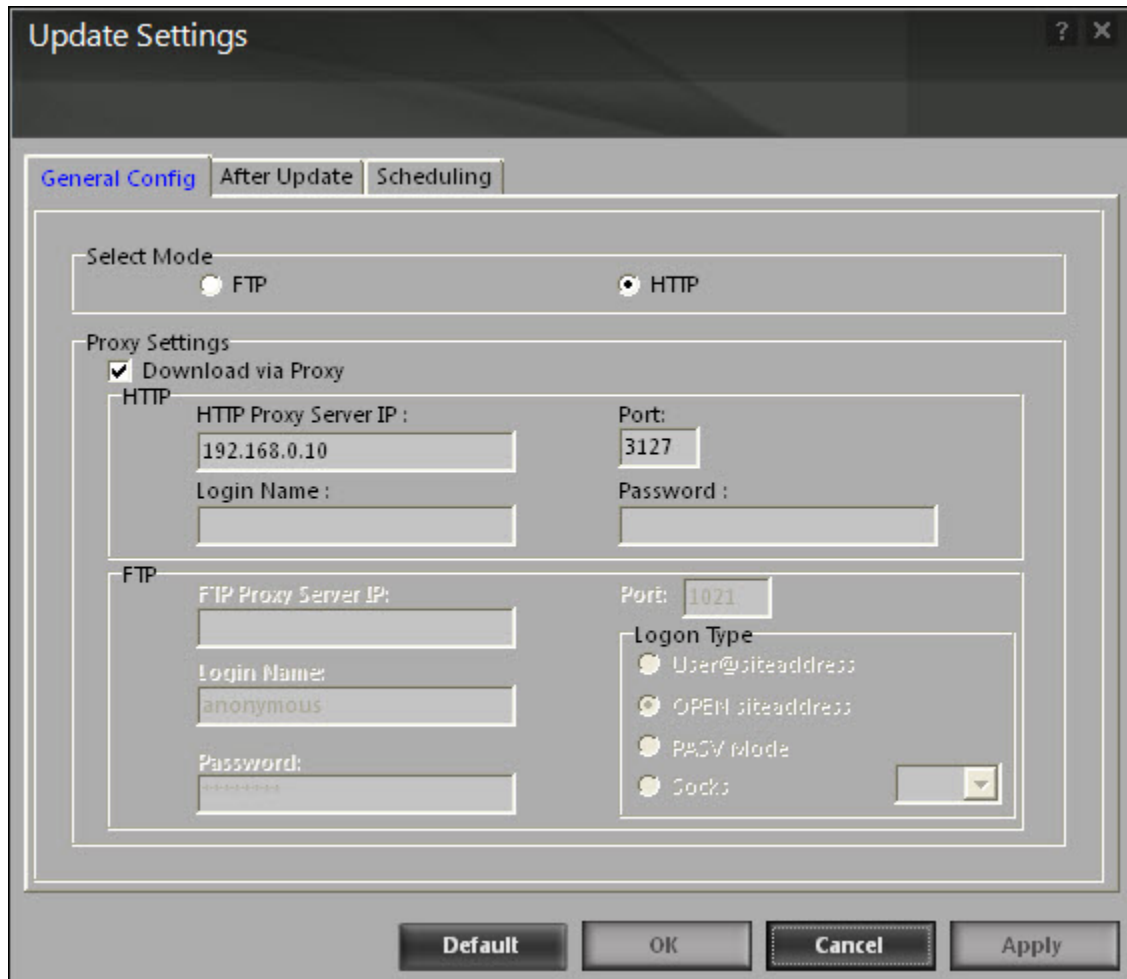 Update Settings
? X
General Config After Update Scheduling
Select Mode
FTP HTTP
Proxy Settings
Download via Proxy
HTTP
HTTP Proxy Server IP : Port:
192.168.0.10 3127
Login Name : Password :
FTP
FTP Proxy Server IP: Port: 1021
Logon Type
User@siteaddress
Login Name:
anonymous OPEN siteaddress
PASV Mode
Password:
******** Socks
Default OK Cancel Apply